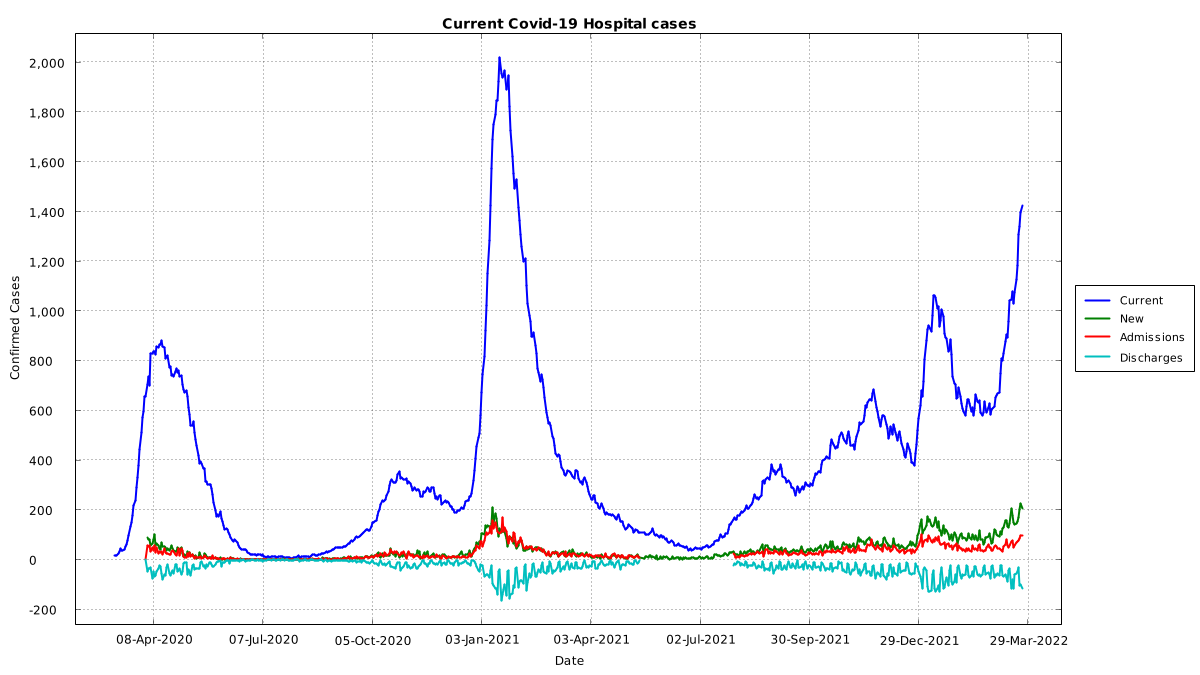 Current Covid-19 Hospital cases
2,000
1,800
1,600
1,400
1,200
1,000
800
600
400
200
0
-200
Confirmed Cases
08-Apr-2020 07-Jul-2020 05-Oct-2020 03-Jan-2021 03-Apr-2021 02-Jul-2021 30-Sep-2021 29-Dec-2021 29-Mar-2022
Date
Current
New
Admissions
Discharges